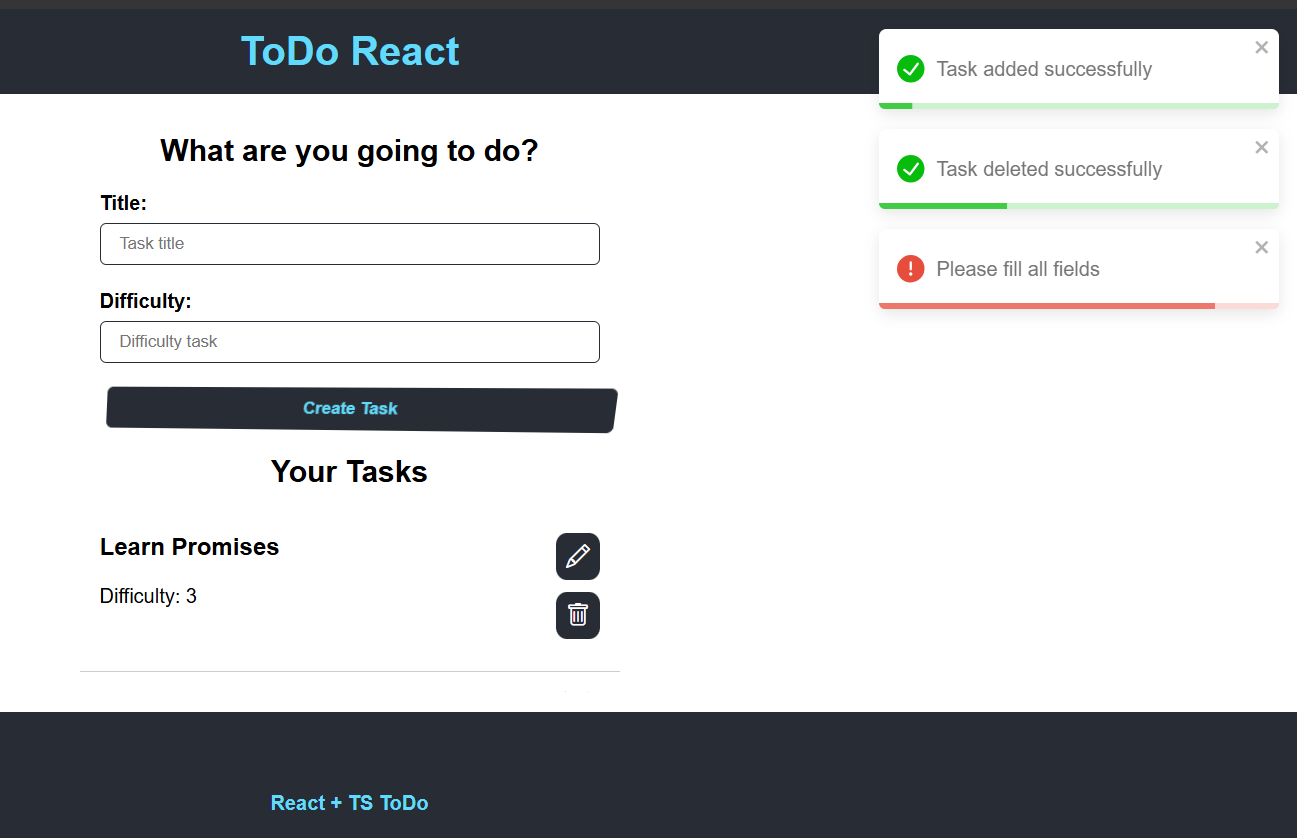 ToDo React
Task added successfully
Task deleted successfully
Please fill all fields
What are you going to do?
Title:
Task title
Difficulty:
Difficulty task
Create Task
Your Tasks
Learn Promises
Difficulty: 3
React + TS ToDo